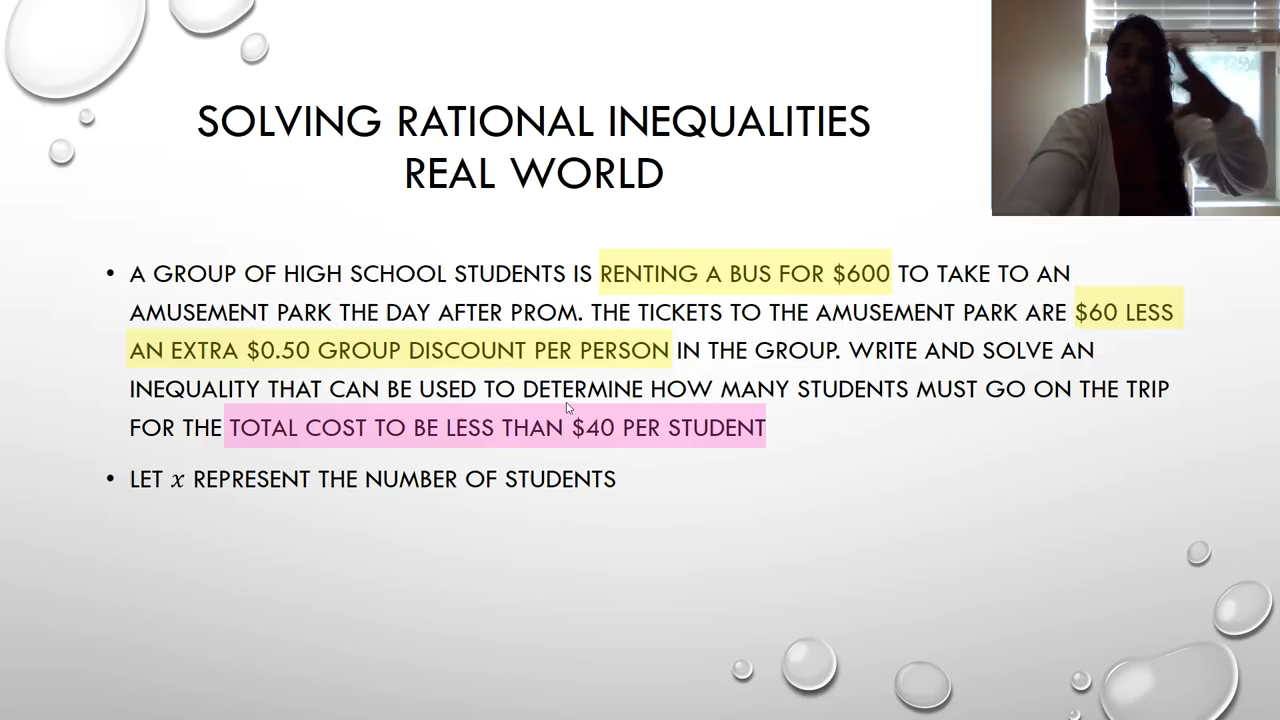 SOLVING RATIONAL INEQUALITIES
REAL WORLD
• A GROUP OF HIGH SCHOOL STUDENTS IS RENTING A BUS FOR $600 TO TAKE TO AN
AMUSEMENT PARK THE DAY AFTER PROM. THE TICKETS TO THE AMUSEMENT PARK ARE $60 LESS
AN EXTRA $0.50 GROUP DISCOUNT PER PERSON IN THE GROUP. WRITE AND SOLVE AN
INEQUALITY THAT CAN BE USED TO DETERMINE HOW MANY STUDENTS MUST GO ON THE TRIP
FOR THE TOTAL COST TO BE LESS THAN $40 PER STUDENT
• LET x REPRESENT THE NUMBER OF STUDENTS